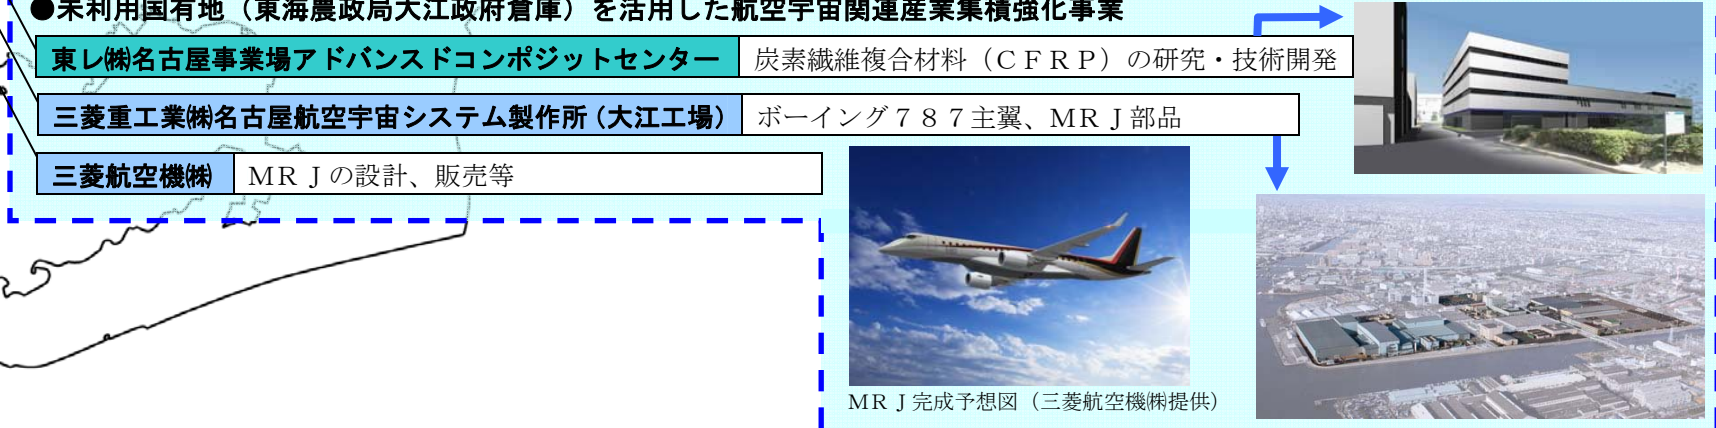 ●未利用国有地（東海農政局大江政府倉庫）を活用した航空宇宙関連産業集積強化事業
東レ㈱名古屋事業場アドバンスドコンポジットセンター 炭素繊維複合材料（ＣＦＲＰ）の研究・技術開発
三菱重工業㈱名古屋航空宇宙システム製作所（大江工場） ボーイング７８７主翼、ＭＲＪ部品
三菱航空機㈱ ＭＲＪの設計、販売等
ＭＲＪ完成予想図（三菱航空機㈱提供）